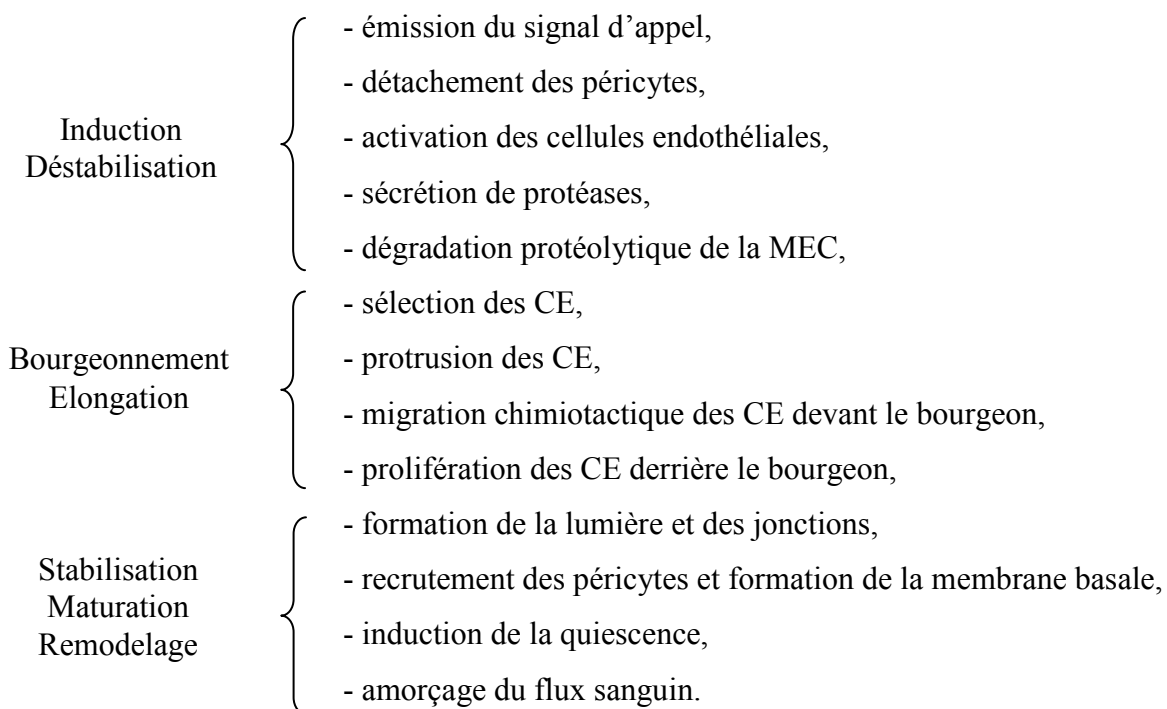 Induction
Déstabilisation
- émission du signal d’appel,
- détachement des péricytes,
- activation des cellules endothéliales,
- sécrétion de protéases,
- dégradation protéolytique de la MEC,
Bourgeonnement
Elongation
- sélection des CE,
- protrusion des CE,
- migration chimiotactique des CE devant le bourgeon,
- prolifération des CE derrière le bourgeon,
Stabilisation
Maturation
Remodelage
- formation de la lumière et des jonctions,
- recrutement des péricytes et formation de la membrane basale,
- induction de la quiescence,
- amorçage du flux sanguin.